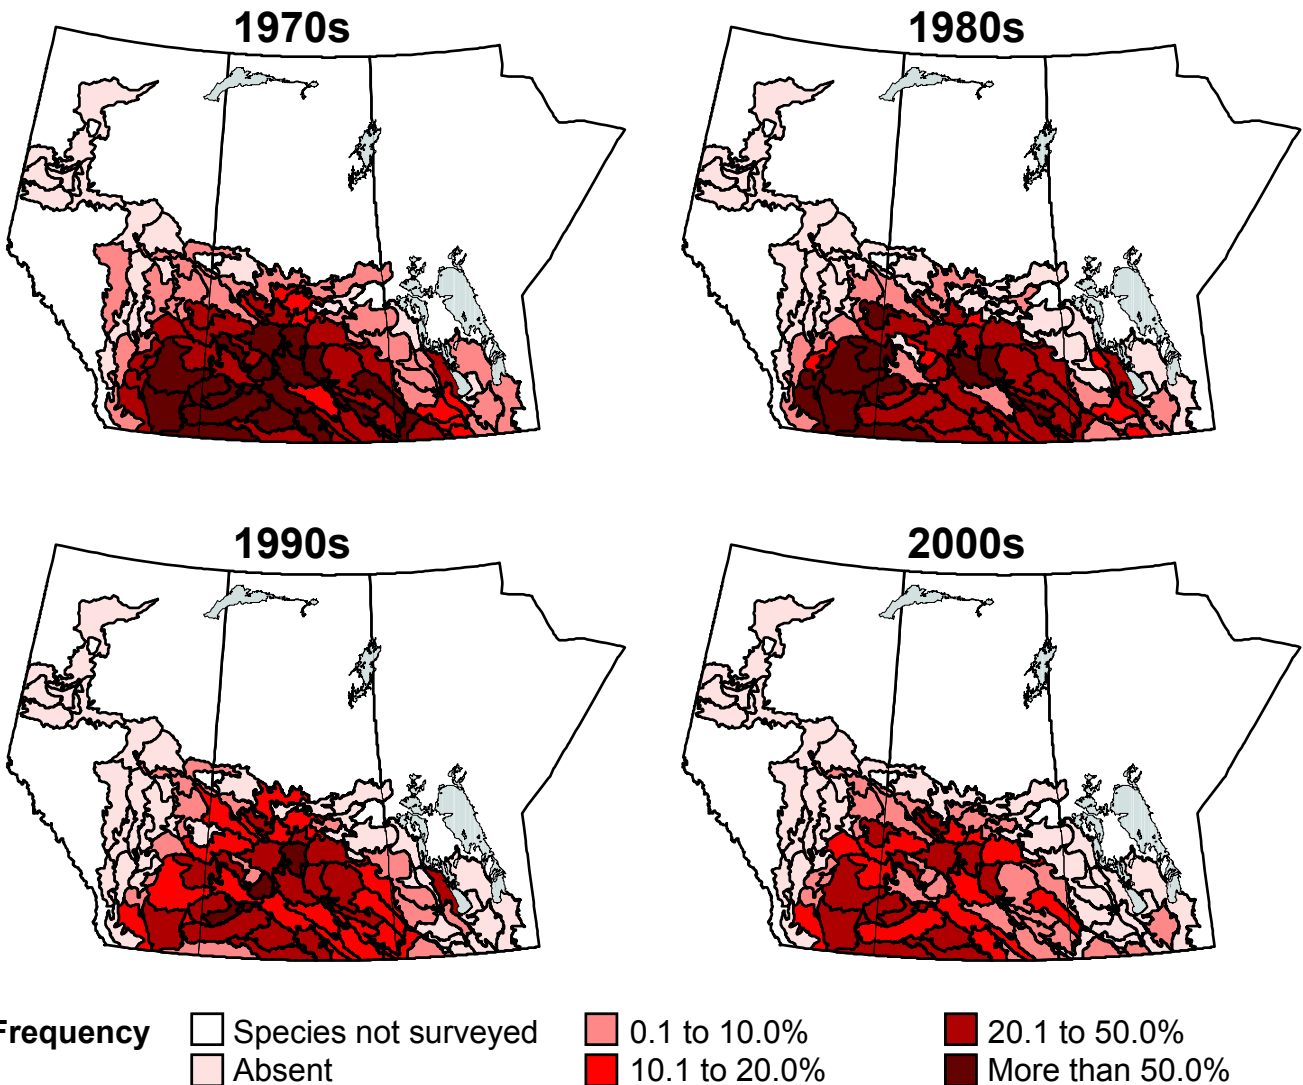 1970s
1980s
1990s
2000s
Frequency
Species not surveyed
Absent
0.1 to 10.0%
10.1 to 20.0%
20.1 to 50.0%
More than 50.0%